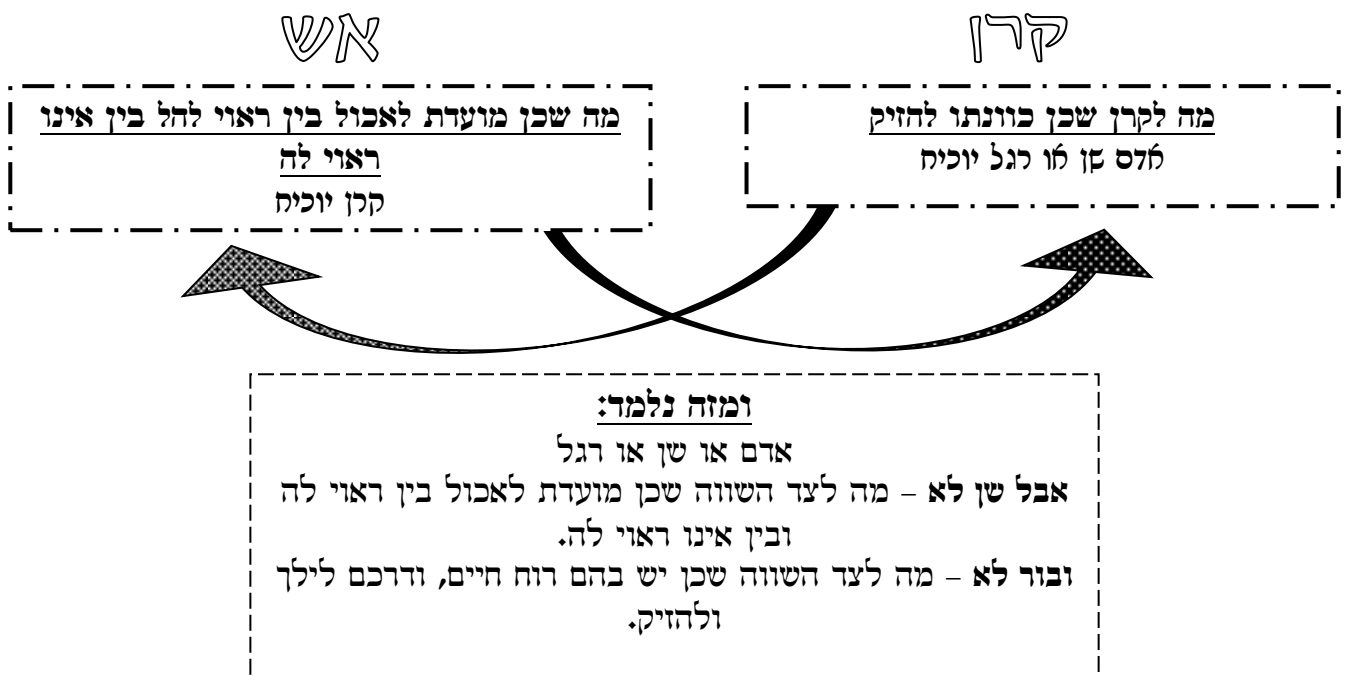 קרן
מה לקרן שכן כוונתו להזיק
אדם שן או רגל יוכיח
אש
מה שכן מועדת לאכול בין ראוי להל בין אינו
ראוי לה
קרן יוכיח
ומזה נלמד:
אדם או שן או רגל
אבל שן לא – מה לצד השווה שכן מועדת לאכול בין ראוי לה
ובין אינו ראוי לה.
ובור לא – מה לצד השווה שכן יש בהם רוח חיים, ודרכם לילך
ולהזיק.